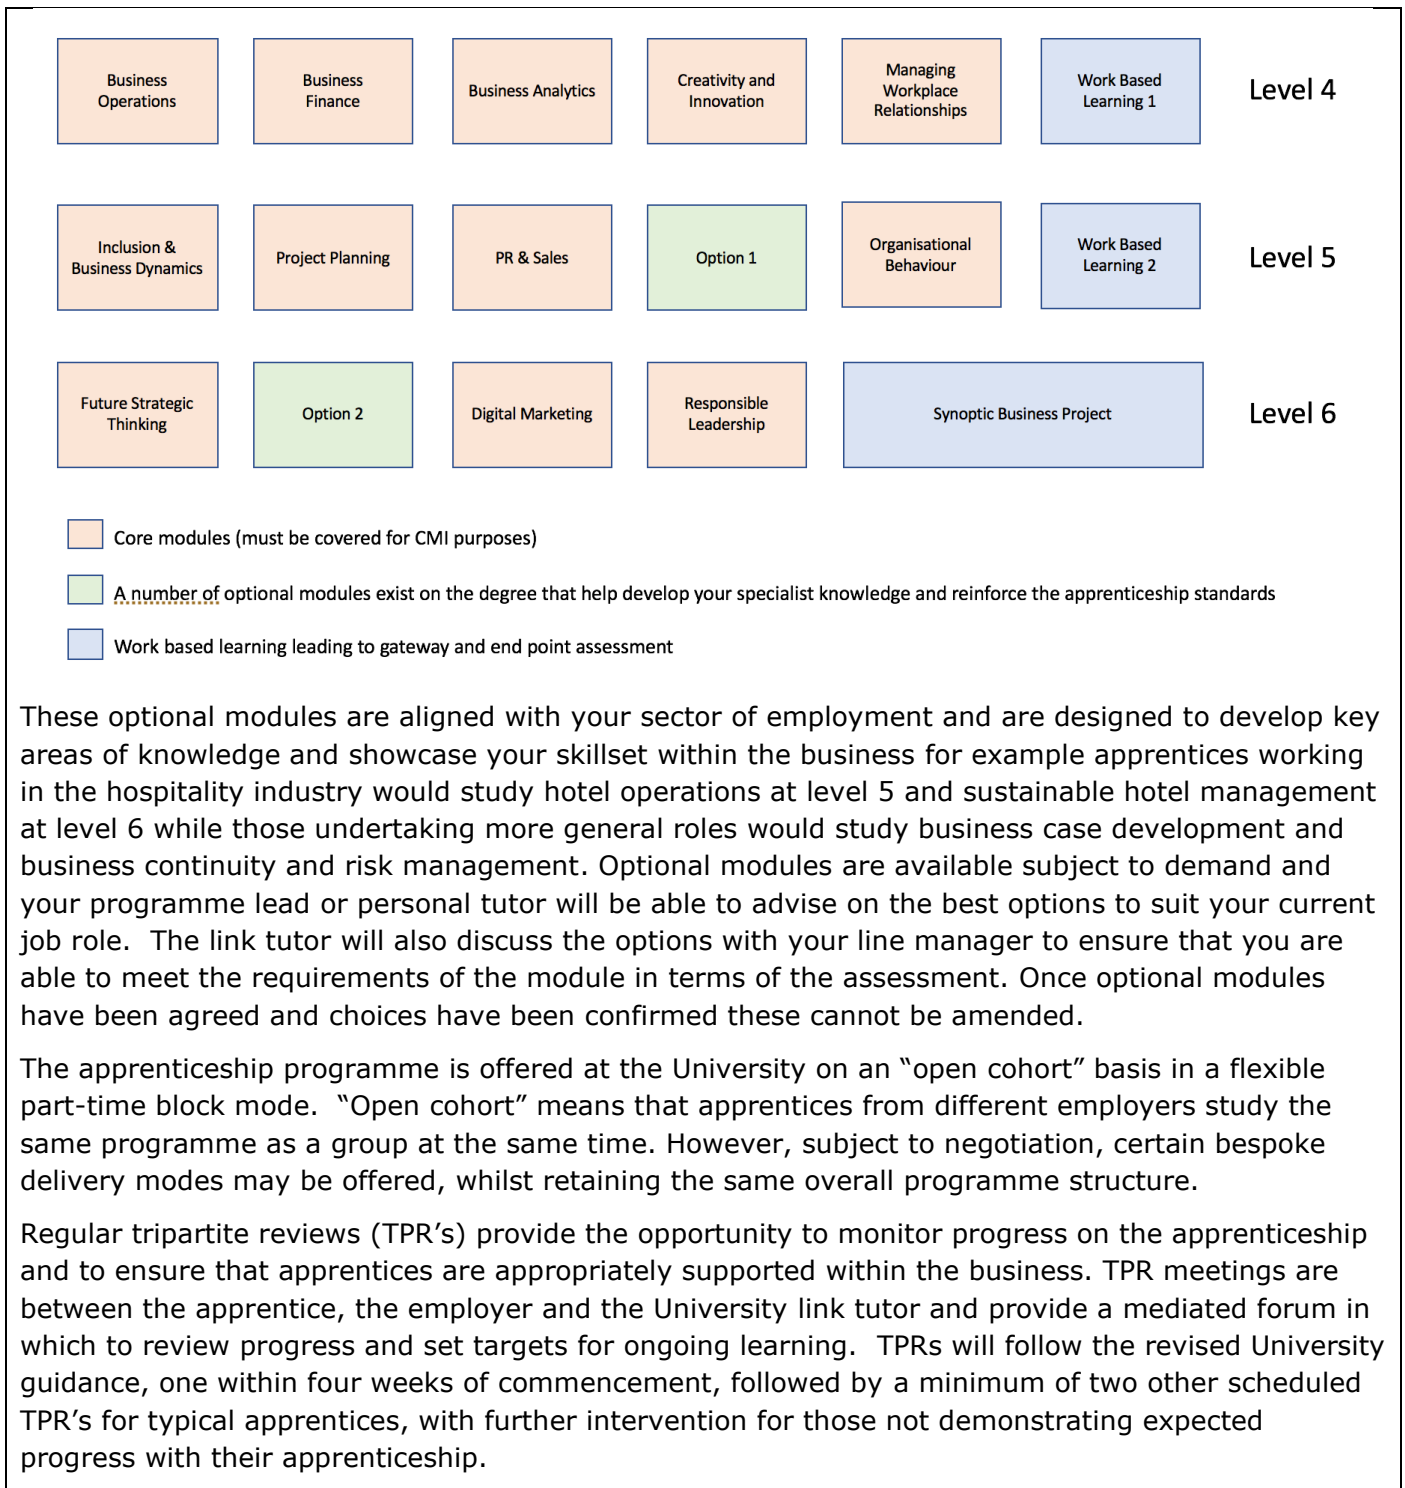 Business
Operations
Business
Finance
Business Analytics
Creativity and
Innovation
Managing
Workplace
Relationships
Work Based
Learning 1
Level 4
Inclusion &
Business Dynamics
Project Planning
PR & Sales
Option 1
Organisational
Behaviour
Work Based
Learning 2
Level 5
Future Strategic
Thinking
Option 2
Digital Marketing
Responsible
Leadership
Synoptic Business Project
Level 6
Core modules (must be covered for CMI purposes)
A number of optional modules exist on the degree that help develop your specialist knowledge and reinforce the apprenticeship standards
Work based learning leading to gateway and end point assessment
These optional modules are aligned with your sector of employment and are designed to develop key
areas of knowledge and showcase your skillset within the business for example apprentices working
in the hospitality industry would study hotel operations at level 5 and sustainable hotel management
at level 6 while those undertaking more general roles would study business case development and
business continuity and risk management. Optional modules are available subject to demand and
your programme lead or personal tutor will be able to advise on the best options to suit your current
job role.  The link tutor will also discuss the options with your line manager to ensure that you are
able to meet the requirements of the module in terms of the assessment. Once optional modules
have been agreed and choices have been confirmed these cannot be amended.
The apprenticeship programme is offered at the University on an “open cohort” basis in a flexible
part-time block mode.  “Open cohort” means that apprentices from different employers study the
same programme as a group at the same time. However, subject to negotiation, certain bespoke
delivery modes may be offered, whilst retaining the same overall programme structure.
Regular tripartite reviews (TPR’s) provide the opportunity to monitor progress on the apprenticeship
and to ensure that apprentices are appropriately supported within the business. TPR meetings are
between the apprentice, the employer and the University link tutor and provide a mediated forum in
which to review progress and set targets for ongoing learning.  TPRs will follow the revised University
guidance, one within four weeks of commencement, followed by a minimum of two other scheduled
TPR’s for typical apprentices, with further intervention for those not demonstrating expected
progress with their apprenticeship.